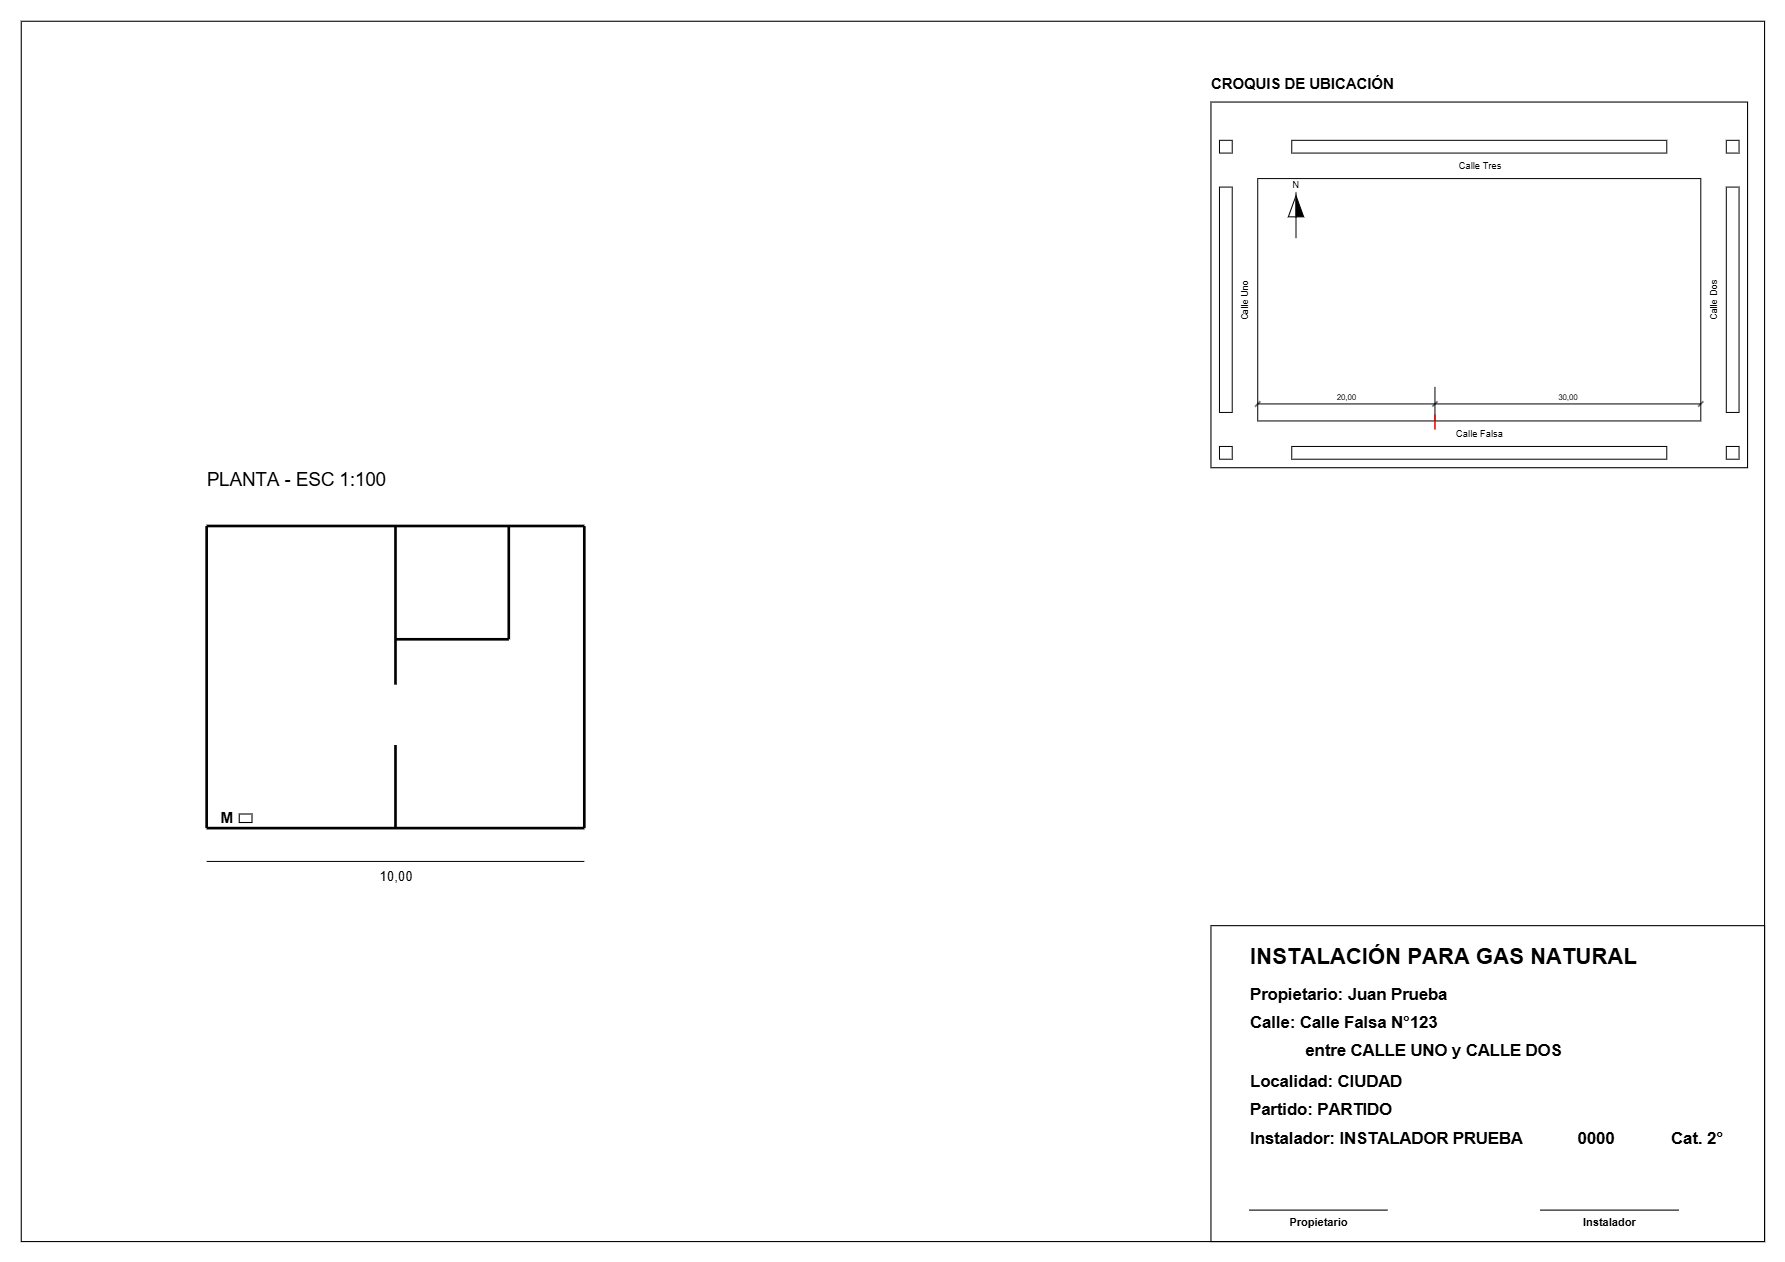 CROQUIS DE UBICACIÓN
Calle Tres
N
Calle Uno
Calle Dos
20,00
30,00
Calle Falsa
PLANTA - ESC 1:100
M
10,00
INSTALACIÓN PARA GAS NATURAL
Propietario: Juan Prueba
Calle: Calle Falsa N°123
entre CALLE UNO y CALLE DOS
Localidad: CIUDAD
Partido: PARTIDO
Instalador: INSTALADOR PRUEBA 0000 Cat. 2°
Propietario
Instalador